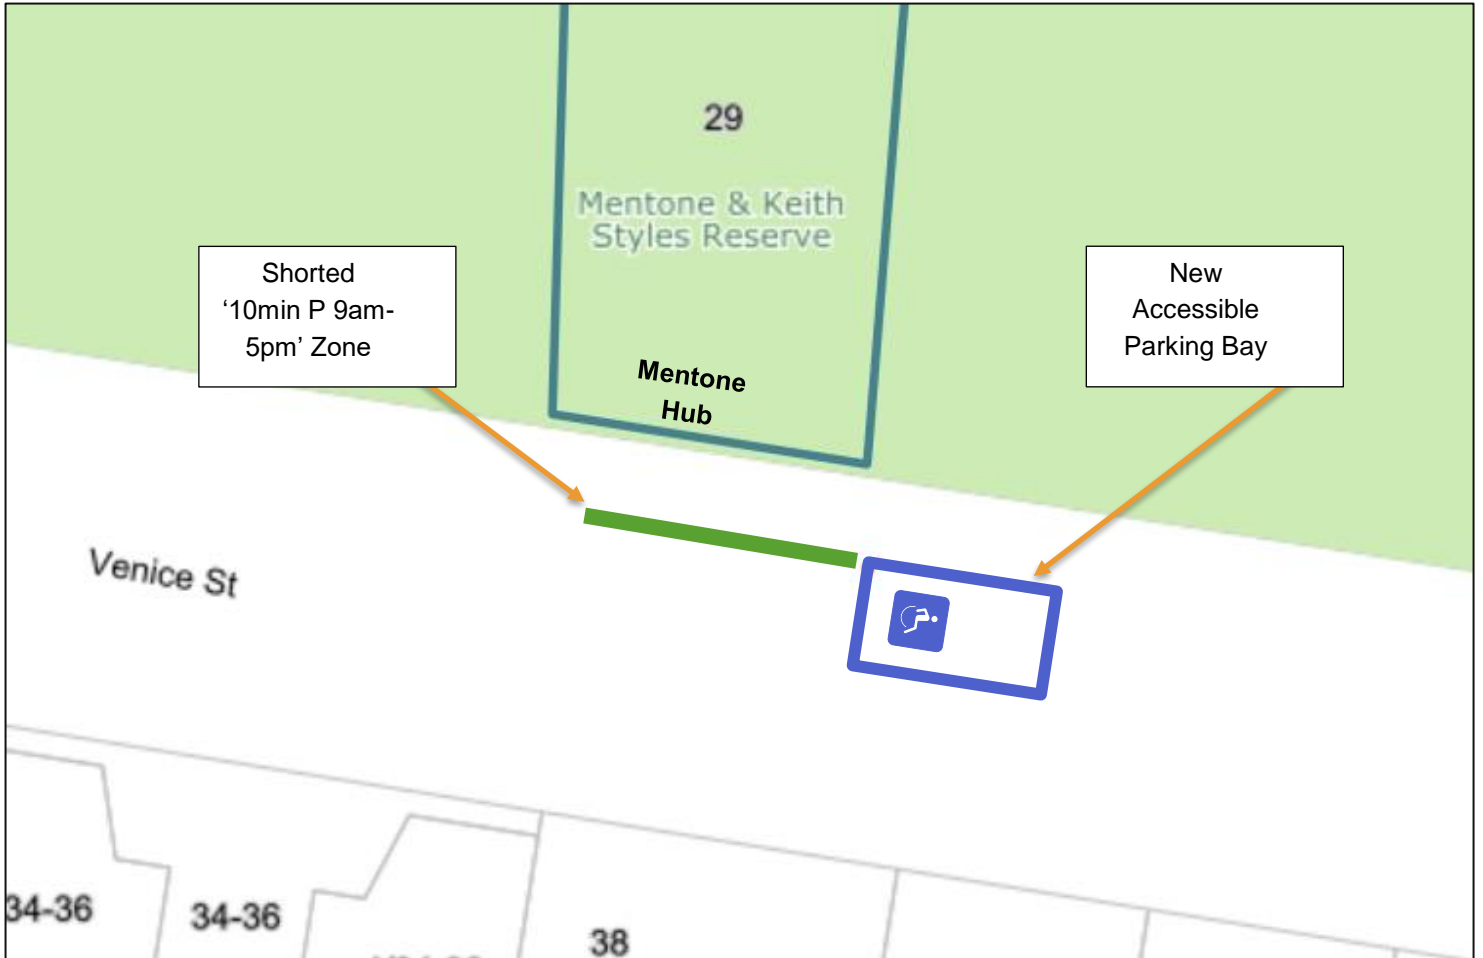 29
Mentone & Keith
Styles Reserve
Shorted
‘10min P 9am-
5pm’ Zone
New
Accessible
Parking Bay
Mentone
Hub
Venice St
34-36
34-36
38